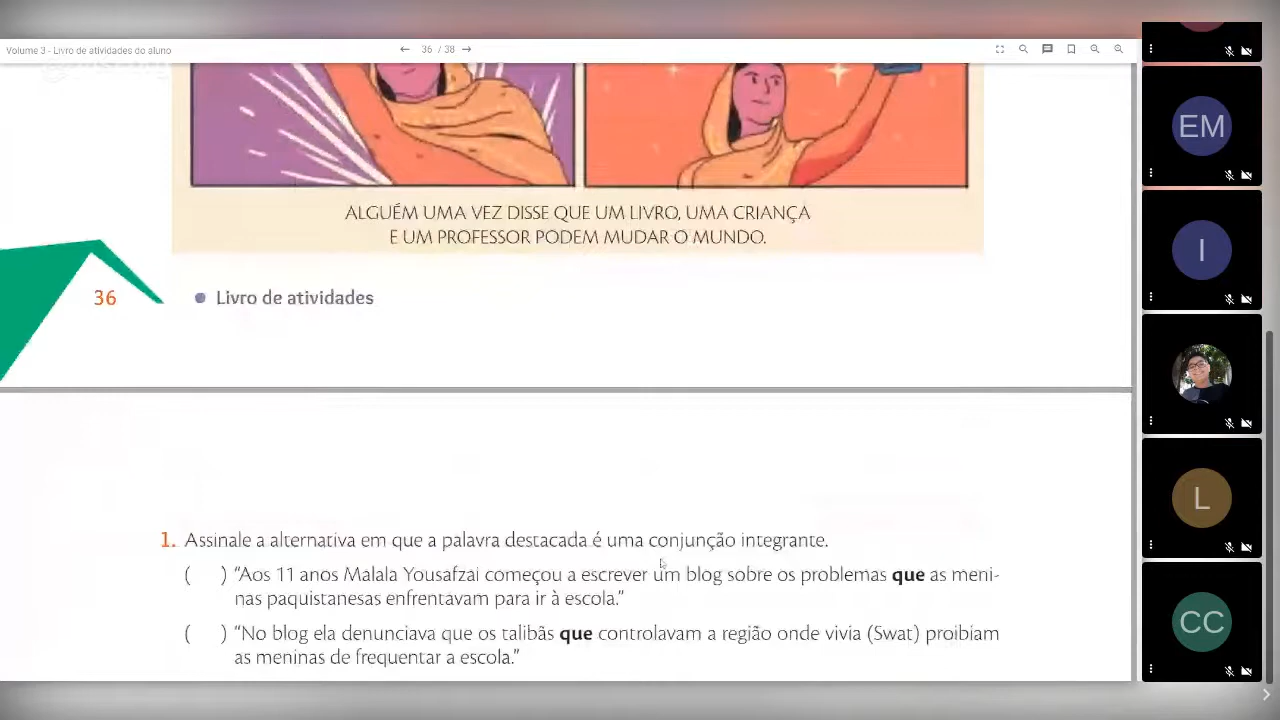 Volume 3 - Livro de atividades do aluno
36 / 38
ALGUÉM UMA VEZ DISSE QUE UM LIVRO, UMA CRIANÇA
E UM PROFESSOR PODEM MUDAR O MUNDO.
36
Livro de atividades
1. Assinale a alternativa em que a palavra destacada é uma conjunção integrante.
( ) “Aos 11 anos Malala Yousafzai começou a escrever um blog sobre os problemas que as meni-
nas paquistanesas enfrentavam para ir à escola.”
( ) “No blog ela denunciava que os talibãs que controlavam a região onde vivia (Swat) proibiam
as meninas de frequentar a escola.”
EM
I
L
CC